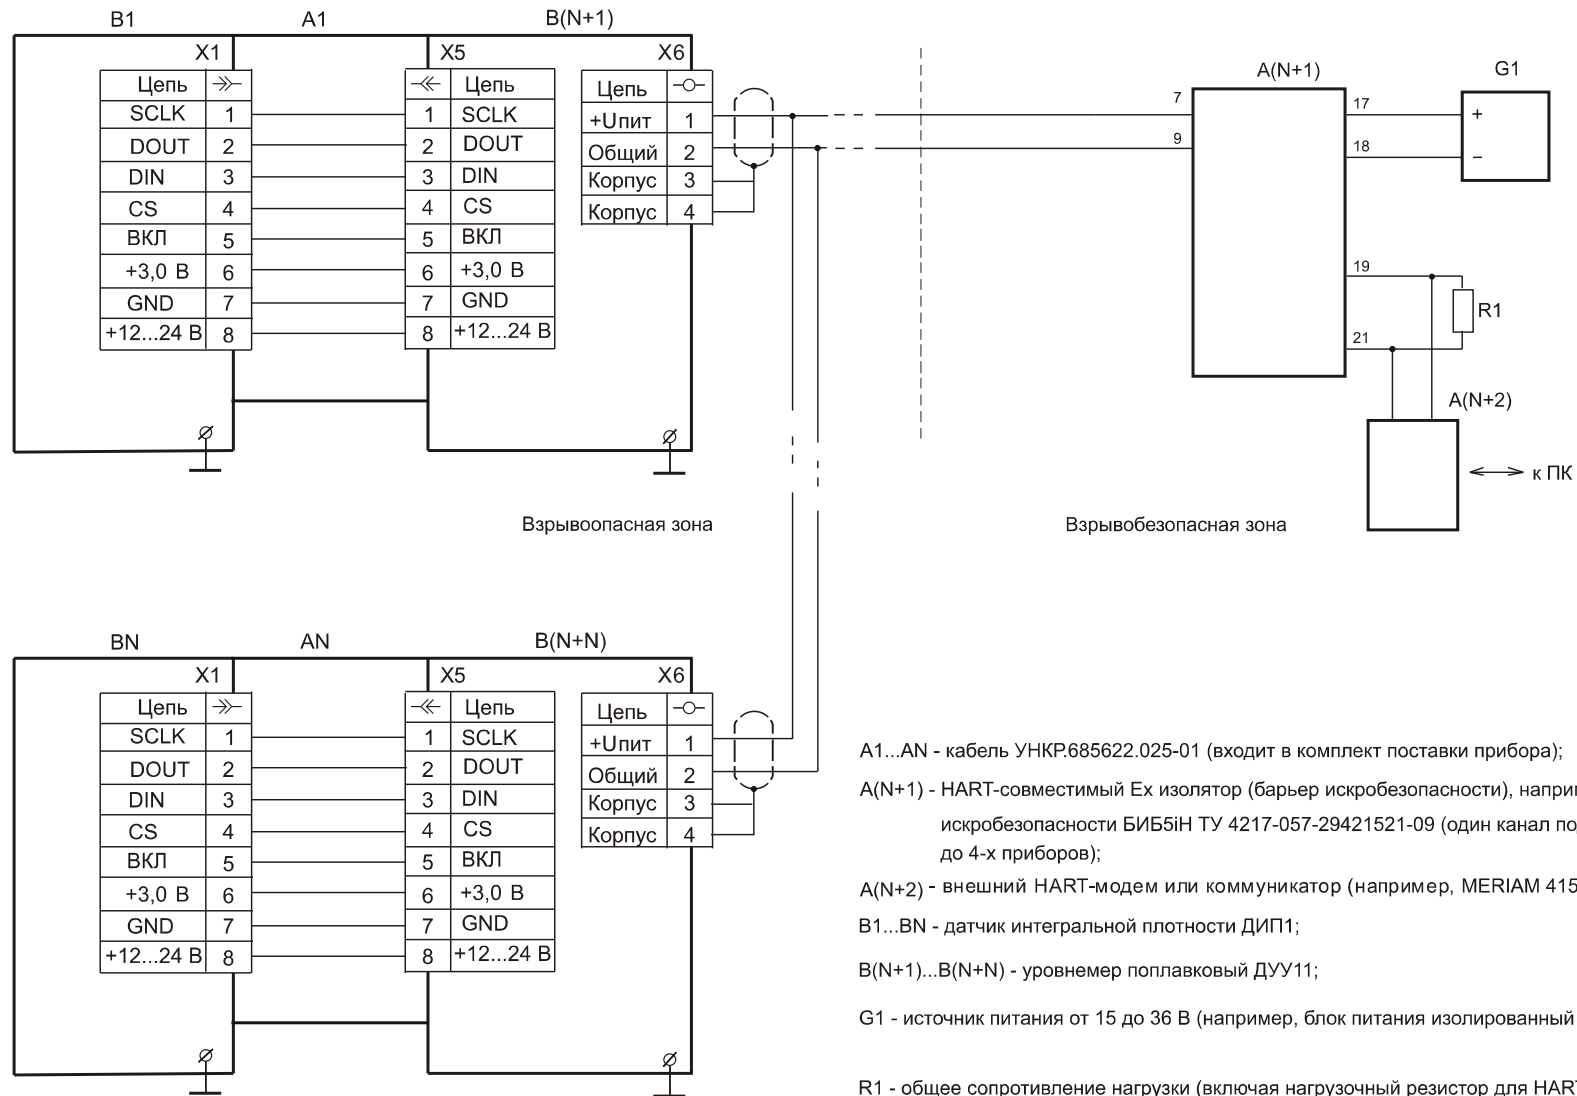 B1 A1 B(N+1)
X1 X5 X6
Цепь Цепь Цепь
SCLK 1 1 SCLK +Uпит 1
DOUT 2 2 DOUT Общий 2
DIN 3 3 DIN Корпус 3
CS 4 4 CS Корпус 4
ВКЛ 5 5 ВКЛ
+3,0 В 6 6 +3,0 В
GND 7 7 GND
+12...24 В 8 8 +12...24 В
A(N+1) G1
7 17 +
9 18 –
19
R1
21
A(N+2)
к ПК
Взрывоопасная зона Взрывобезопасная зона
BN AN B(N+N)
X1 X5 X6
Цепь Цепь Цепь
SCLK 1 1 SCLK +Uпит 1
DOUT 2 2 DOUT Общий 2
DIN 3 3 DIN Корпус 3
CS 4 4 CS Корпус 4
ВКЛ 5 5 ВКЛ
+3,0 В 6 6 +3,0 В
GND 7 7 GND
+12...24 В 8 8 +12...24 В
A1...AN - кабель УНКР.685622.025-01 (входит в комплект поставки прибора);
A(N+1) - HART-совместимый Ex изолятор (барьер искробезопасности),
искробезопасности БИБ5iH ТУ 4217-057-29421521-09 (один канал
до 4-х приборов);
A(N+2) - внешний HART-модем или коммуникатор (например, MERIAM 415
B1...BN - датчик интегральной плотности ДИП1;
B(N+1)...B(N+N) - уровнемер поплавковый ДУУ11;
G1 - источник питания от 15 до 36 В (например, блок питания изолированный
R1 - общее сопротивление нагрузки (включая нагрузочный резистор для HART